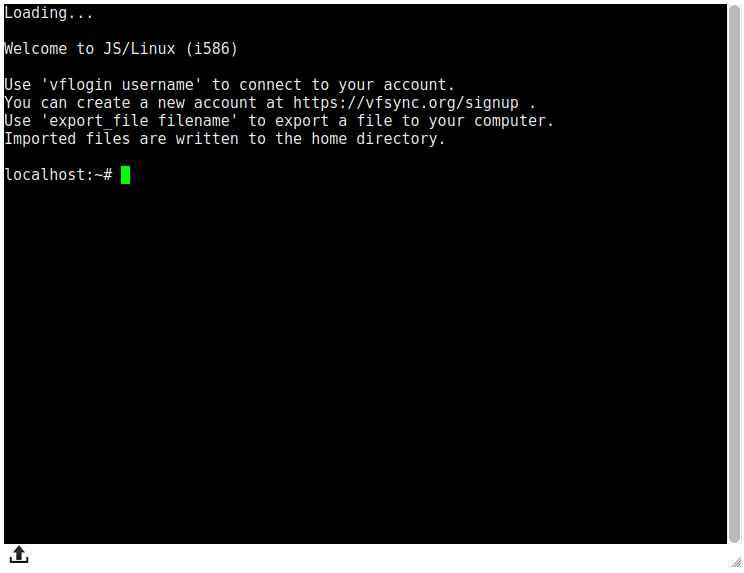 Loading...
Welcome to JS/Linux (i586)
Use 'vflogin username' to connect to your account.
You can create a new account at https://vfsync.org/signup .
Use 'export_file filename' to export a file to your computer.
Imported files are written to the home directory.
localhost:~#